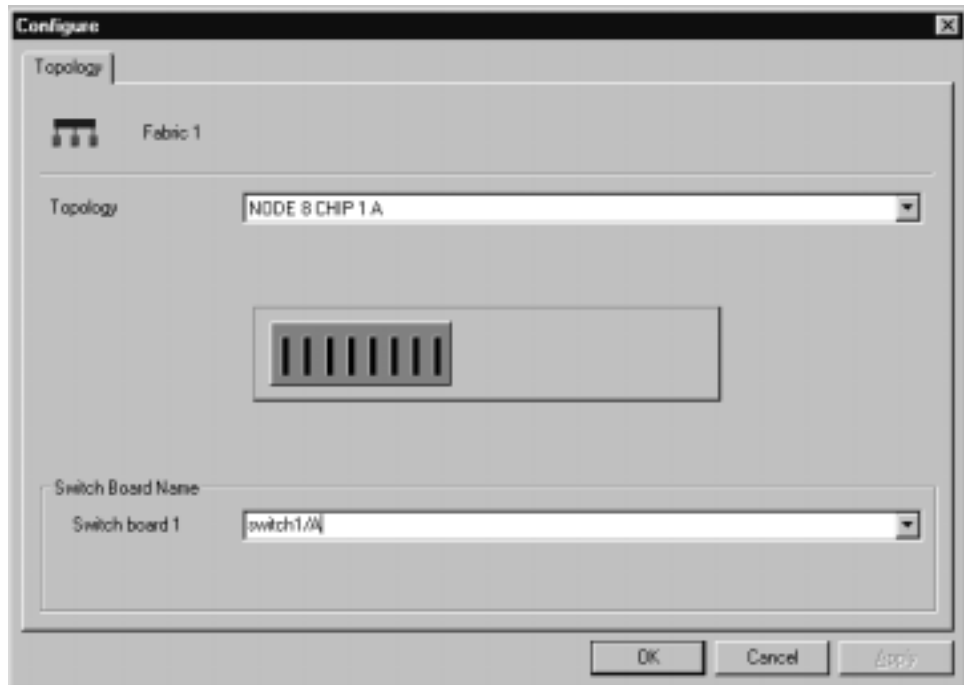 Configure
Topology
Fabric 1
Topology
NODE 8 CHIP 1 A
Switch Board Name
Switch board 1
switch1/A
OK
Cancel
Apply